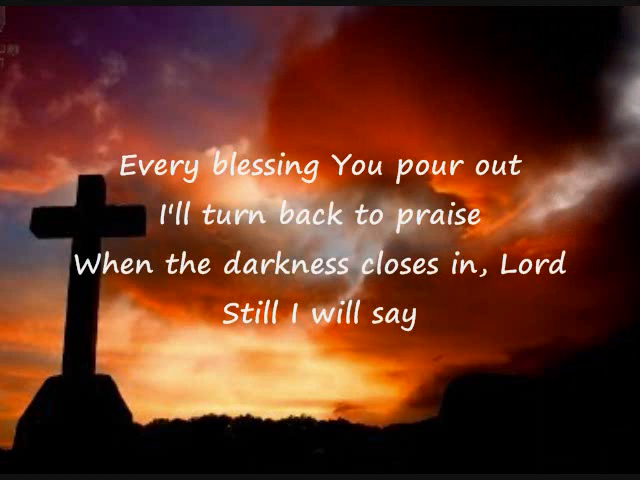 Every blessing You pour out
I'll turn back to praise
When the darkness closes in, Lord
Still I will say